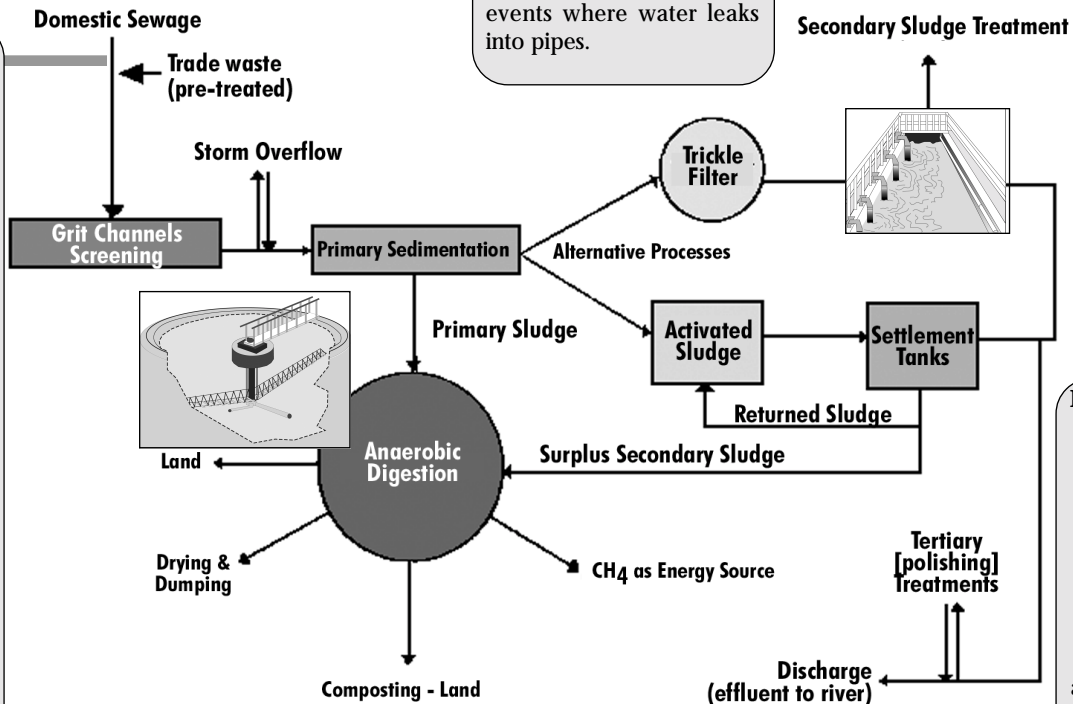 events where water leaks
into pipes.
Domestic Sewage
Secondary Sludge Treatment
Trade waste
(pre-treated)
Storm Overflow
Trickle
Filter
Grit Channels
Screening
Primary Sedimentation
Alternative Processes
Primary Sludge
Activated
Sludge
Settlement
Tanks
Returned Sludge
Anaerobic
Digestion
Surplus Secondary Sludge
Land
Drying &
Dumping
CH4 as Energy Source
Tertiary
[polishing]
Treatments
Composting - Land
Discharge
(effluent to river)